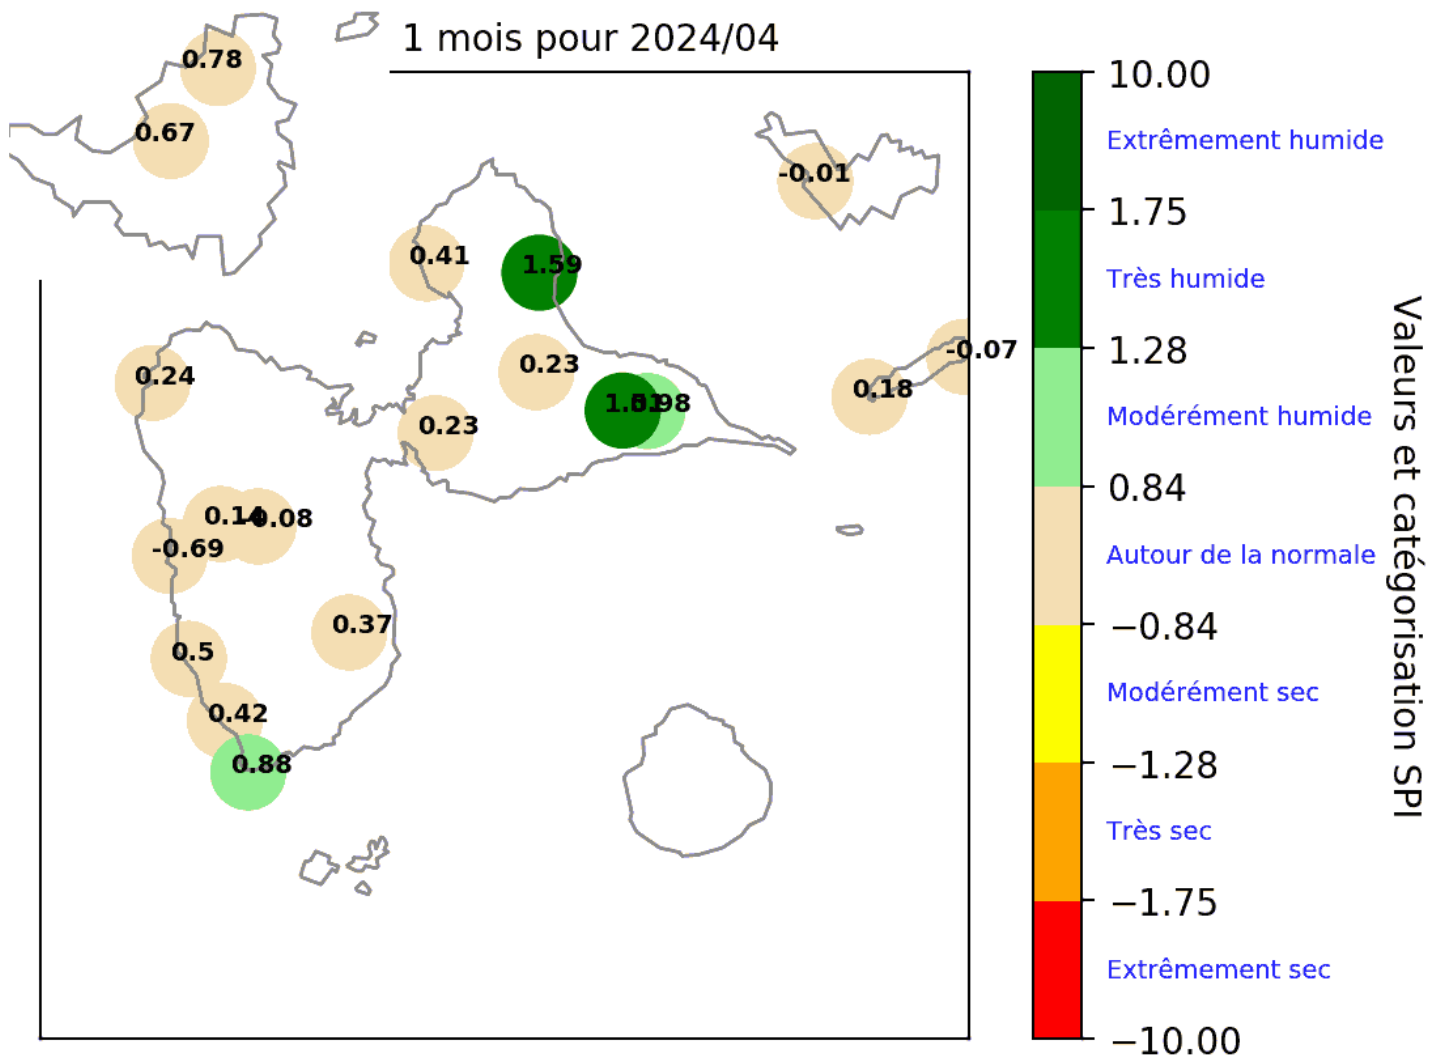 1 mois pour 2024/04
0.78
0.67
-0.01
0.41
1.59
0.24
0.23
-0.07
0.18
0.98
0.23
0.14
-0.08
-0.69
0.37
0.5
0.42
0.88
10.00
Extrêmement humide
1.75
Très humide
1.28
Modérément humide
0.84
Autour de la normale
−0.84
Modérément sec
−1.28
Très sec
−1.75
Extrêmement sec
−10.00
Valeurs et catégorisation SPI